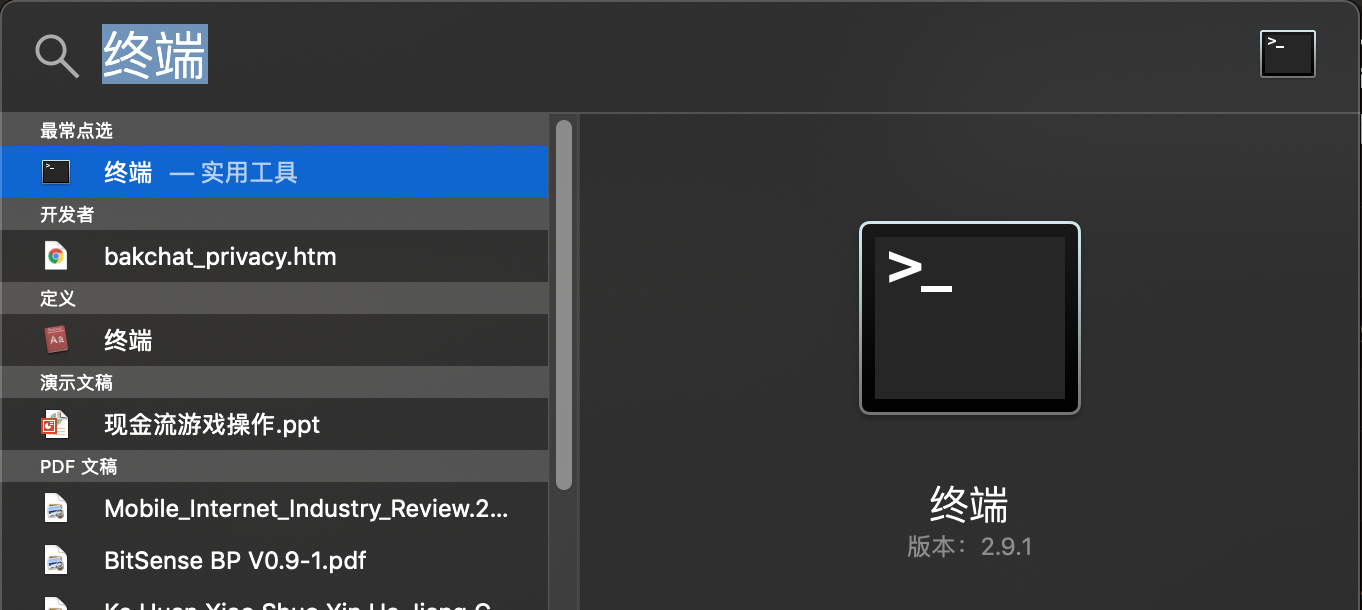 终端
>_
最常点选
终端 — 实用工具
开发者
bakchat_privacy.htm
定义
终端
演示文稿
现金流游戏操作.ppt
PDF 文稿
Mobile_Internet_Industry_Review.2...
BitSense BP V0.9-1.pdf
>_
终端
版本：2.9.1